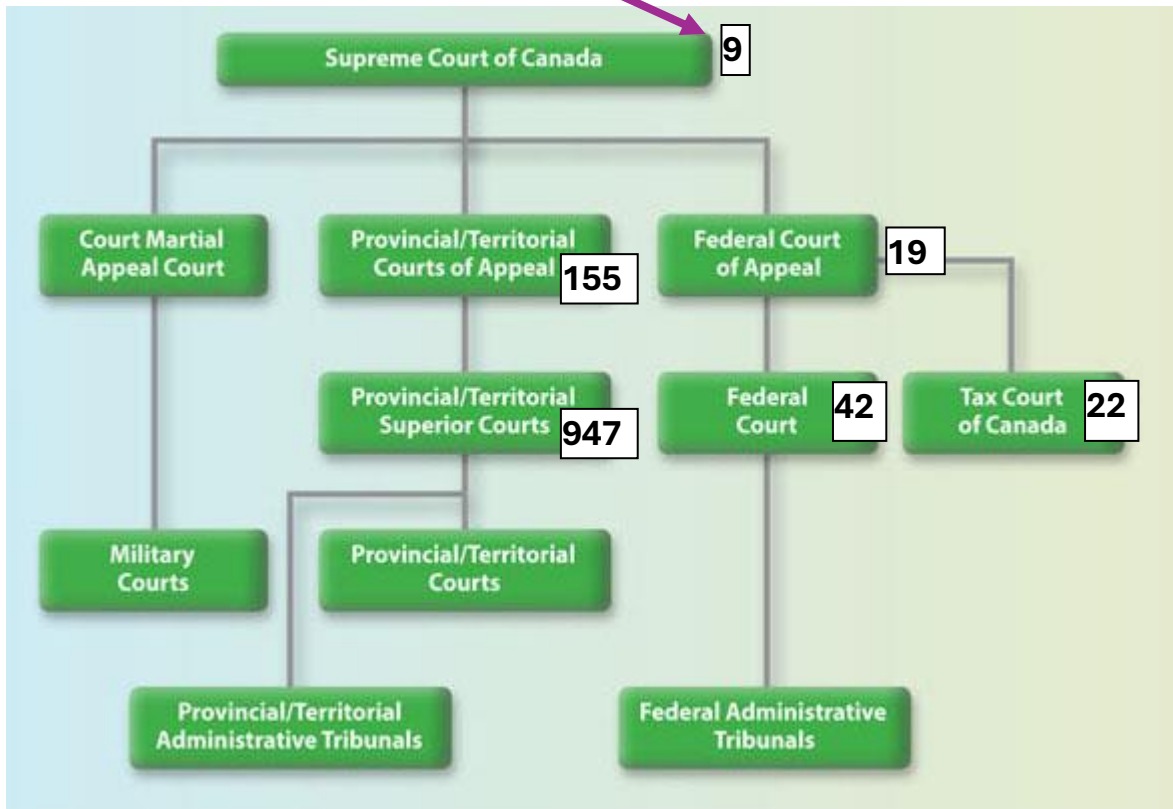 Supreme Court of Canada
9
Court Martial
Appeal Court
Provincial/Territorial
Courts of Appeal
155
Federal Court
of Appeal
19
Provincial/Territorial
Superior Courts
947
Federal
Court
42
Tax Court
of Canada
22
Military
Courts
Provincial/Territorial
Courts
Provincial/Territorial
Administrative Tribunals
Federal Administrative
Tribunals